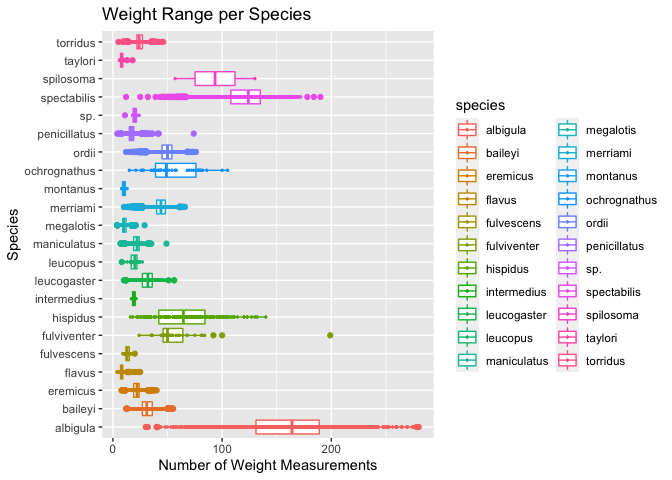 Weight Range per Species
Species
torridus
taylori
spilosoma
spectabilis
sp.
penicillatus
ordii
ochrognathus
montanus
merriami
megalotis
maniculatus
leucopus
leucogaster
intermedius
hispidus
fulviventer
fulvescens
flavus
eremicus
baileyi
albigula
0 100 200
Number of Weight Measurements
species
albigula megalotis
baileyi merriami
eremicus montanus
flavus ochrognathus
fulvescens ordii
fulviventer penicillatus
hispidus sp.
intermedius spectabilis
leucogaster spilosoma
leucopus taylori
maniculatus torridus